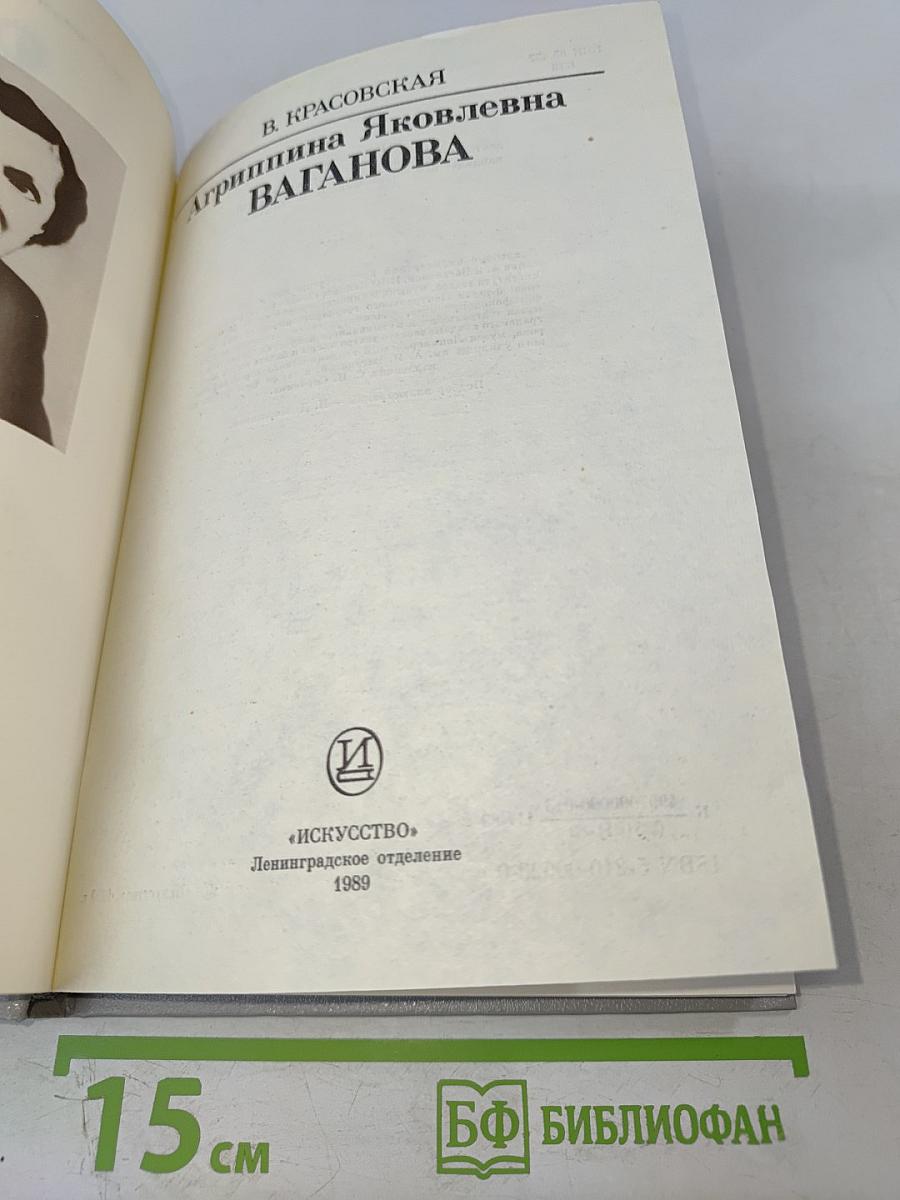 В. КРАСОВСКАЯ
Агриппина Яковлевна
ВАГАНОВА
И
«ИСКУССТВО»
Ленинградское отделение
1989
15 см
БФ БИБЛИОФАН